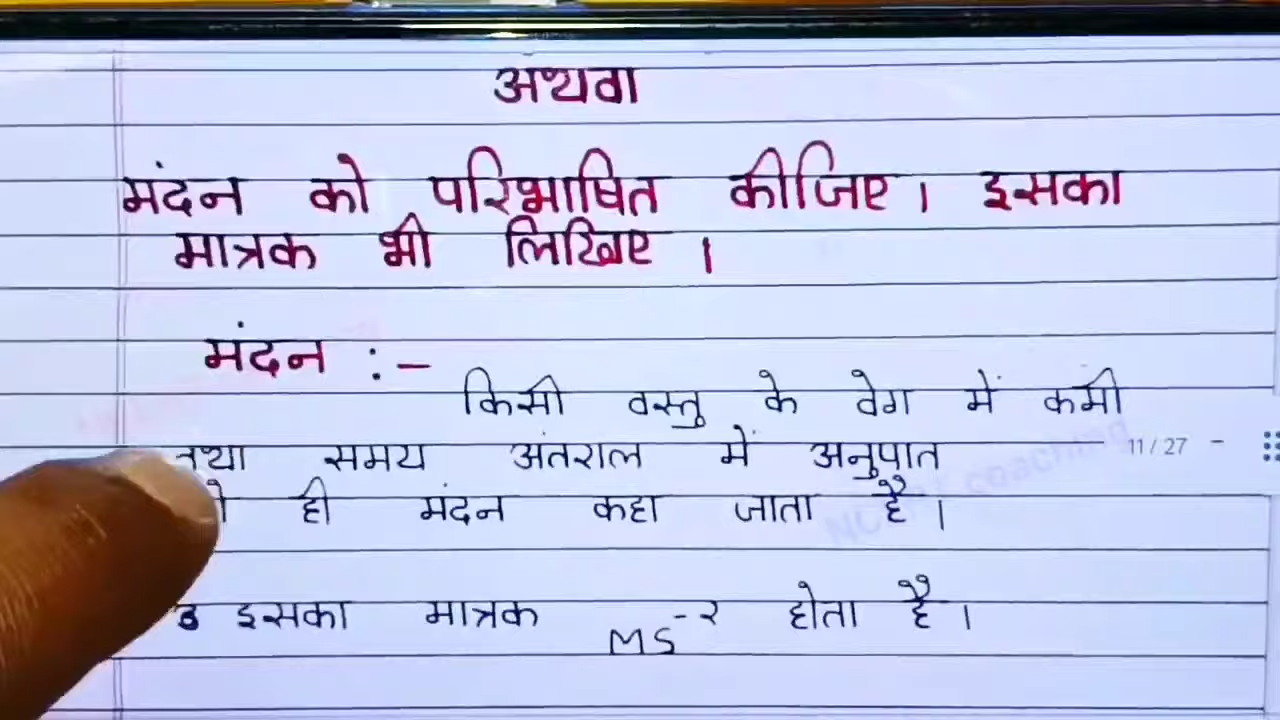 अथवा
मंदन को परिभाषित कीजिए। इसका
मात्रक भी लिखिए ।
मंदन :-
किसी वस्तु के वेग में कमी
तथा समय अंतराल में अनुपात
11/27
ही मंदन कहा जाता है।
इसका मात्रक MS⁻² होता है।